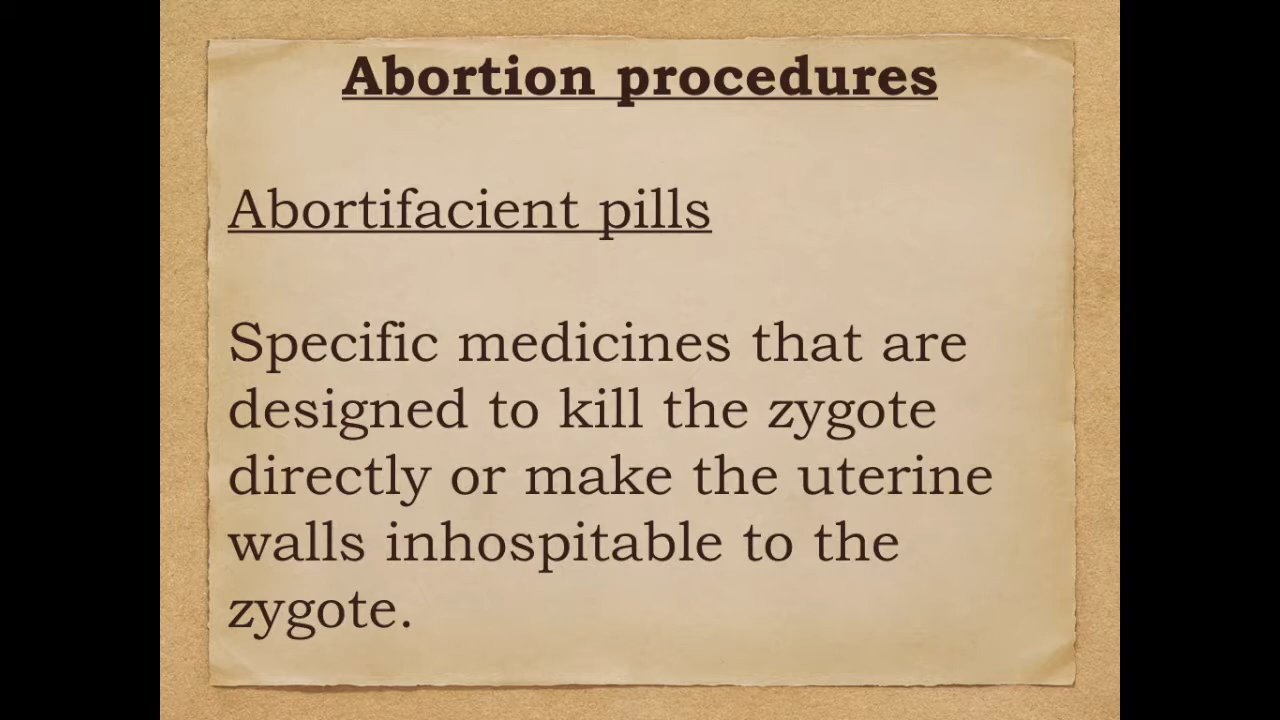 Abortion procedures
Abortifacient pills
Specific medicines that are
designed to kill the zygote
directly or make the uterine
walls inhospitable to the
zygote.